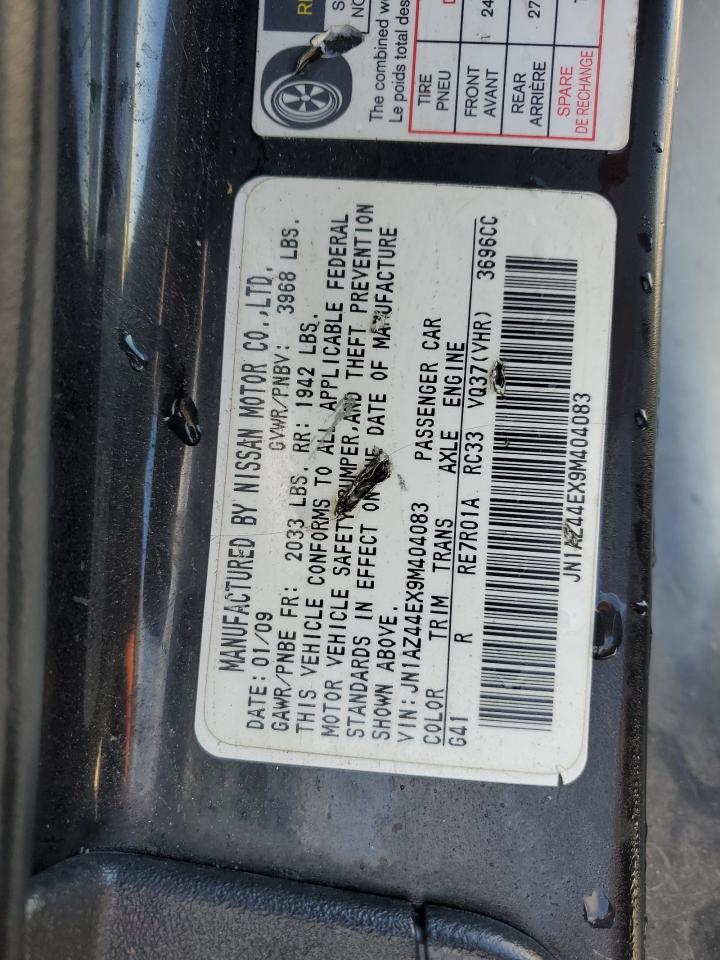 MANUFACTURED BY NISSAN MOTOR CO.,LTD.
DATE: 01/09 GVWR/PNBV: 3968 LBS.
GAWR/PNBE FR: 2033 LBS. RR: 1942 LBS.
THIS VEHICLE CONFORMS TO ALL APPLICABLE FEDERAL
MOTOR VEHICLE SAFETY,BUMPER,AND THEFT PREVENTION
STANDARDS IN EFFECT ON THE DATE OF MANUFACTURE
SHOWN ABOVE.
VIN:JN1AZ44EX9M404083 PASSENGER CAR
COLOR TRIM TRANS AXLE ENGINE
G41 R RE7R01A RC33 VQ37(VHR) 3696CC
JN1AZ44EX9M404083
The combined
Le poids total des
TIRE
PNEU
FRONT
AVANT
24
REAR
ARRIÈRE
27
SPARE
DE RECHANGE